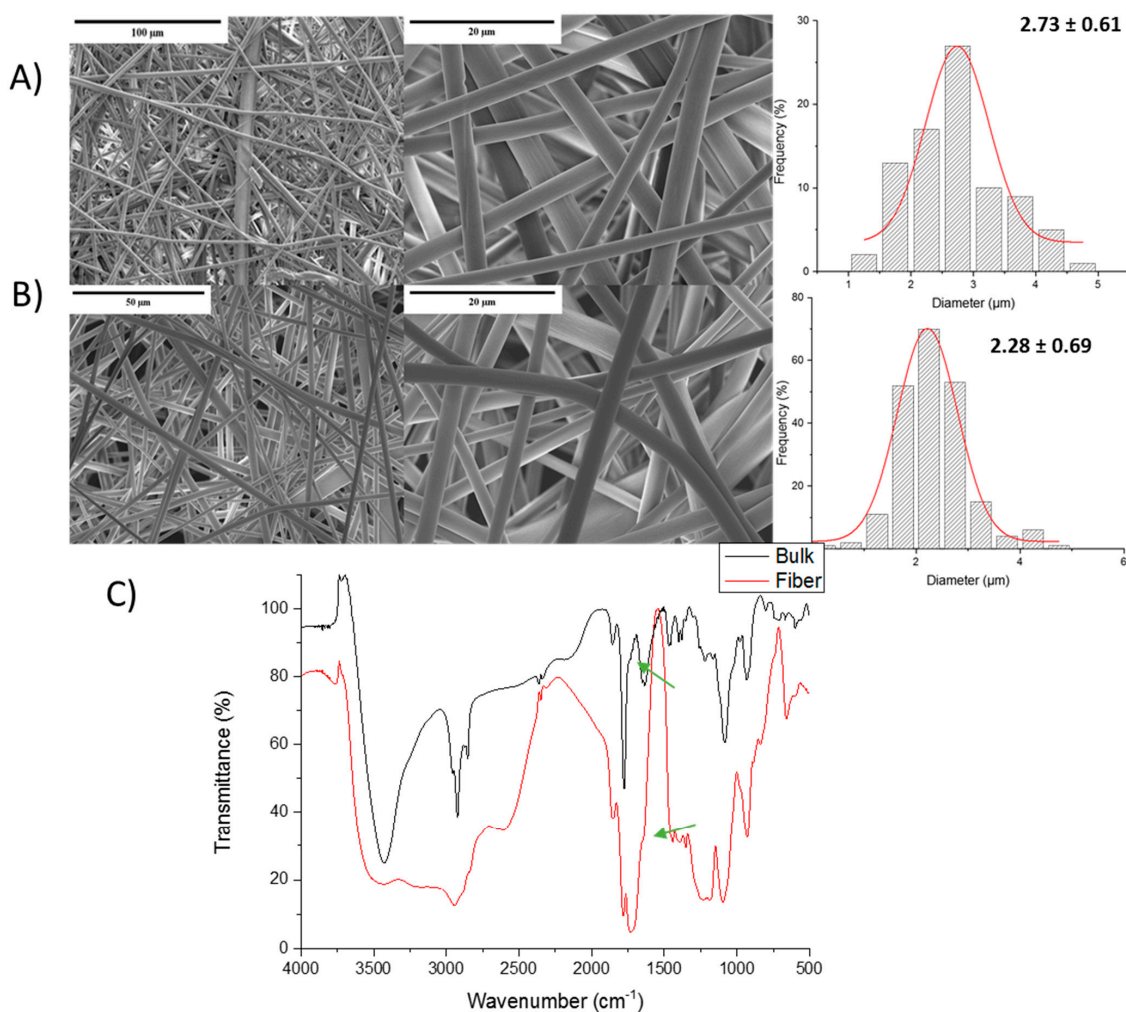 A)
100 µm
20 µm
2.73 ± 0.61
30
20
10
0
Frequency (%)
1 2 3 4 5
Diameter (µm)
B)
50 µm
20 µm
2.28 ± 0.69
80
70
60
40
20
Frequency (%)
2 4 6
Diameter (µm)
C)
Bulk
Fiber
100
80
60
40
20
0
Transmittance (%)
4000 3500 3000 2500 2000 1500 1000 500
Wavenumber (cm⁻¹)